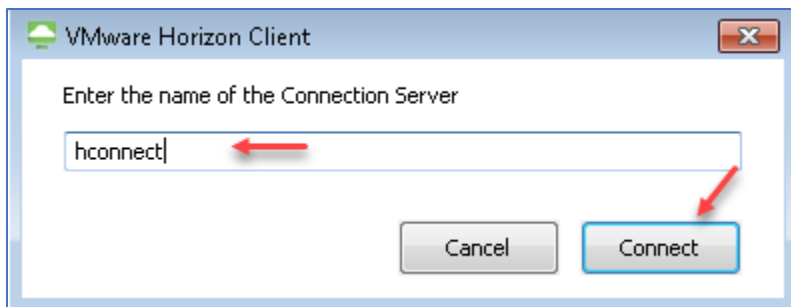 VMware Horizon Client
Enter the name of the Connection Server
hconnect
Cancel Connect